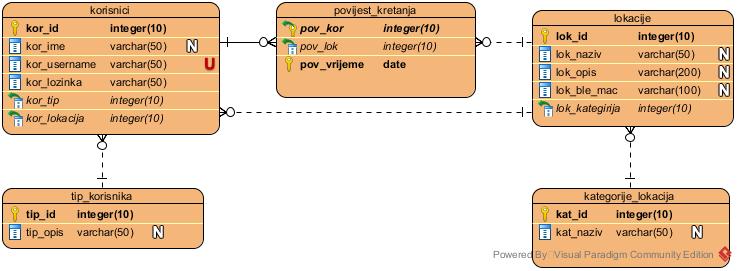 korisnici
kor_id integer(10)
kor_ime varchar(50) N
kor_username varchar(50) U
kor_lozinka varchar(50)
kor_tip integer(10)
kor_lokacija integer(10)
povijest_kretanja
pov_kor integer(10)
pov_lok integer(10)
pov_vrijeme date
lokacije
lok_id integer(10)
lok_naziv varchar(50) N
lok_opis varchar(200) N
lok_ble_mac varchar(100) N
lok_kategirija integer(10)
tip_korisnika
tip_id integer(10)
tip_opis varchar(50) N
kategorije_lokacija
kat_id integer(10)
kat_naziv varchar(50) N
Powered By Visual Paradigm Community Edition